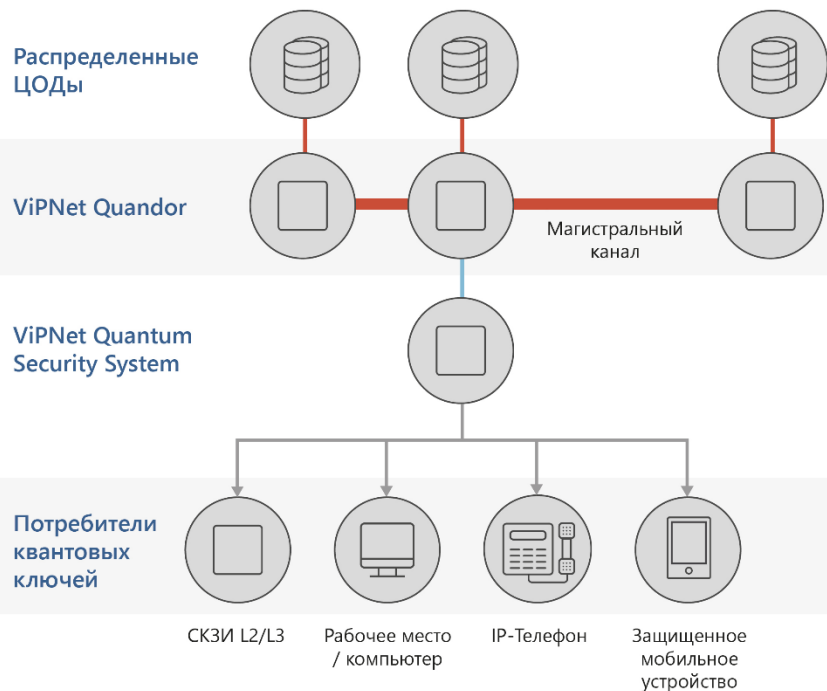 Распределенные
ЦОДы
ViPNet Quandor
Магистральный
канал
ViPNet Quantum
Security System
Потребители
квантовых
ключей
СКЗИ L2/L3
Рабочее место
/ компьютер
IP-Телефон
Защищенное
мобильное
устройство